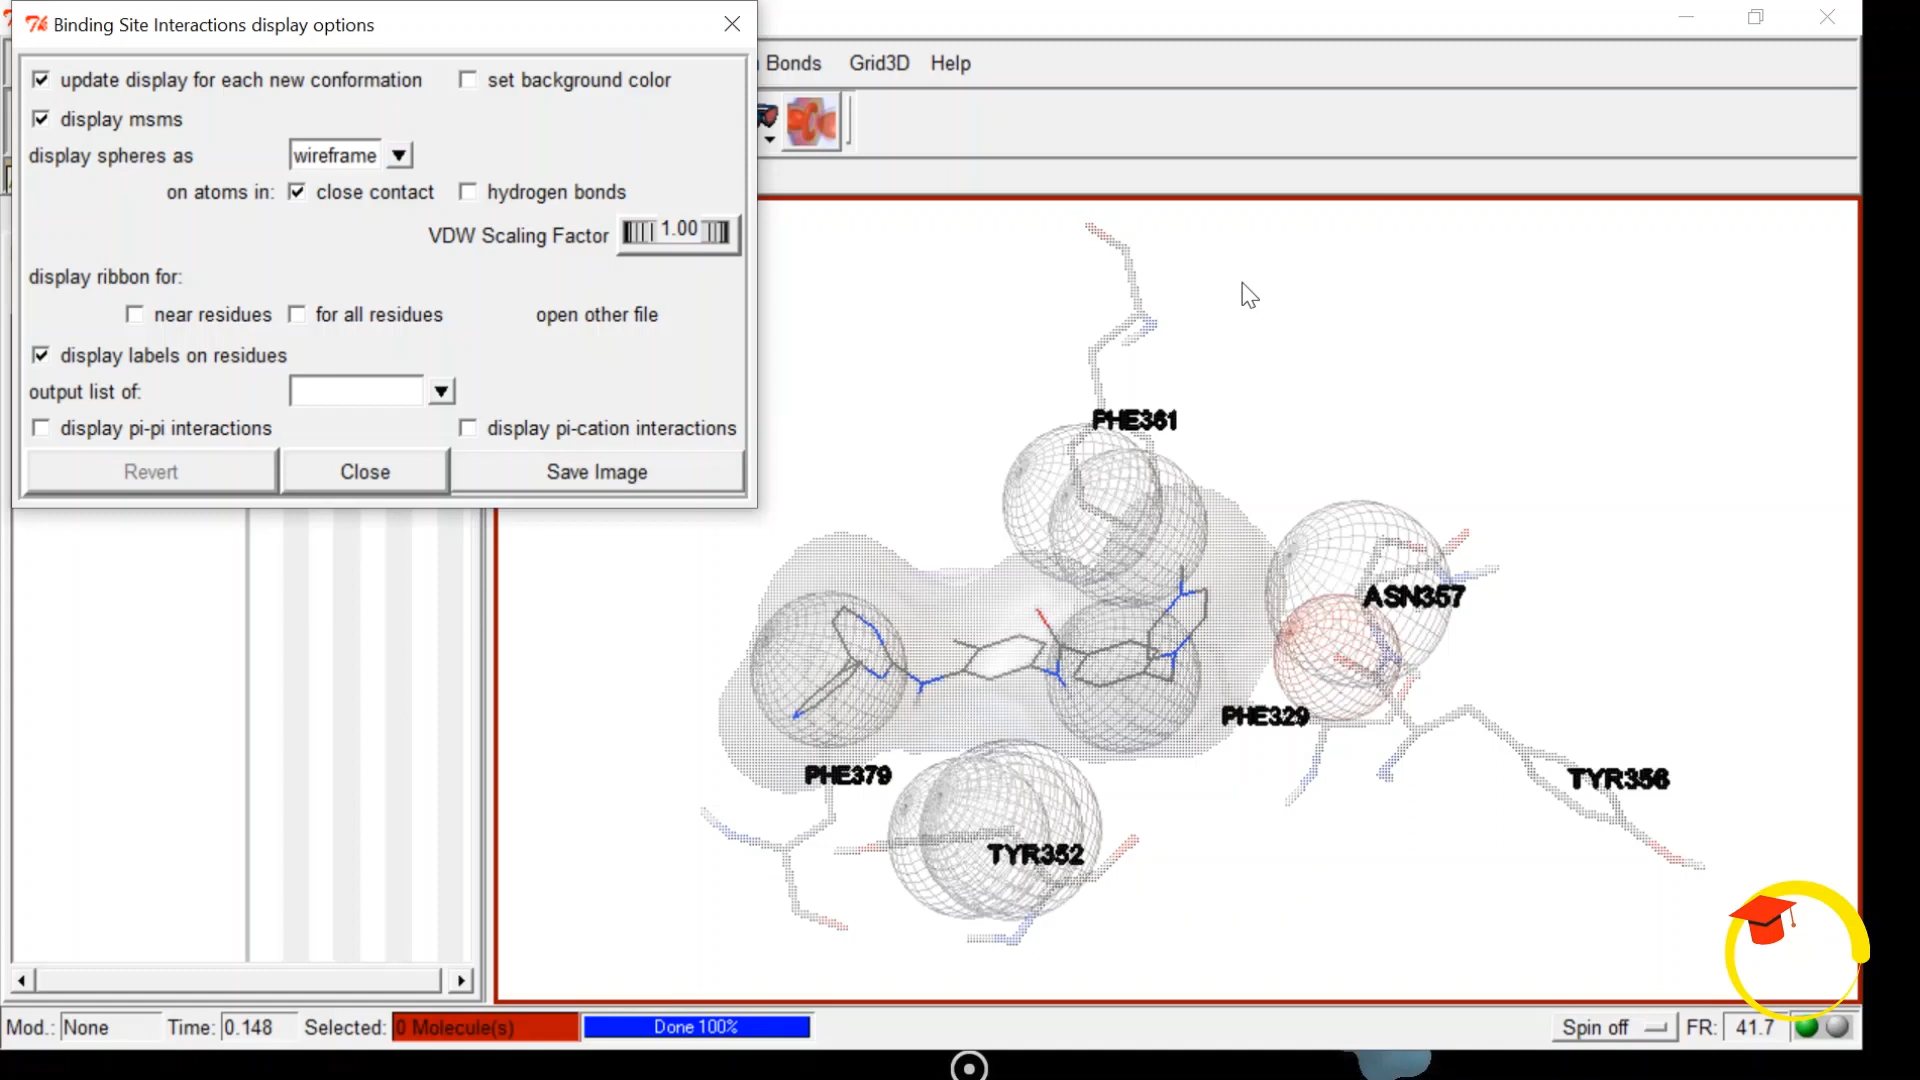 Binding Site Interactions display options
Bonds Grid3D Help
update display for each new conformation set background color
display msms
display spheres as wireframe
on atoms in: close contact hydrogen bonds
VDW Scaling Factor 1.00
display ribbon for:
near residues for all residues open other file
display labels on residues
output list of:
display pi-pi interactions display pi-cation interactions
Revert Close Save Image
PHE361
ASN357
PHE329
PHE379
TYR356
TYR352
Mod.: None Time: 0.148 Selected: 0 Molecule(s) Done 100% Spin off FR: 41.7